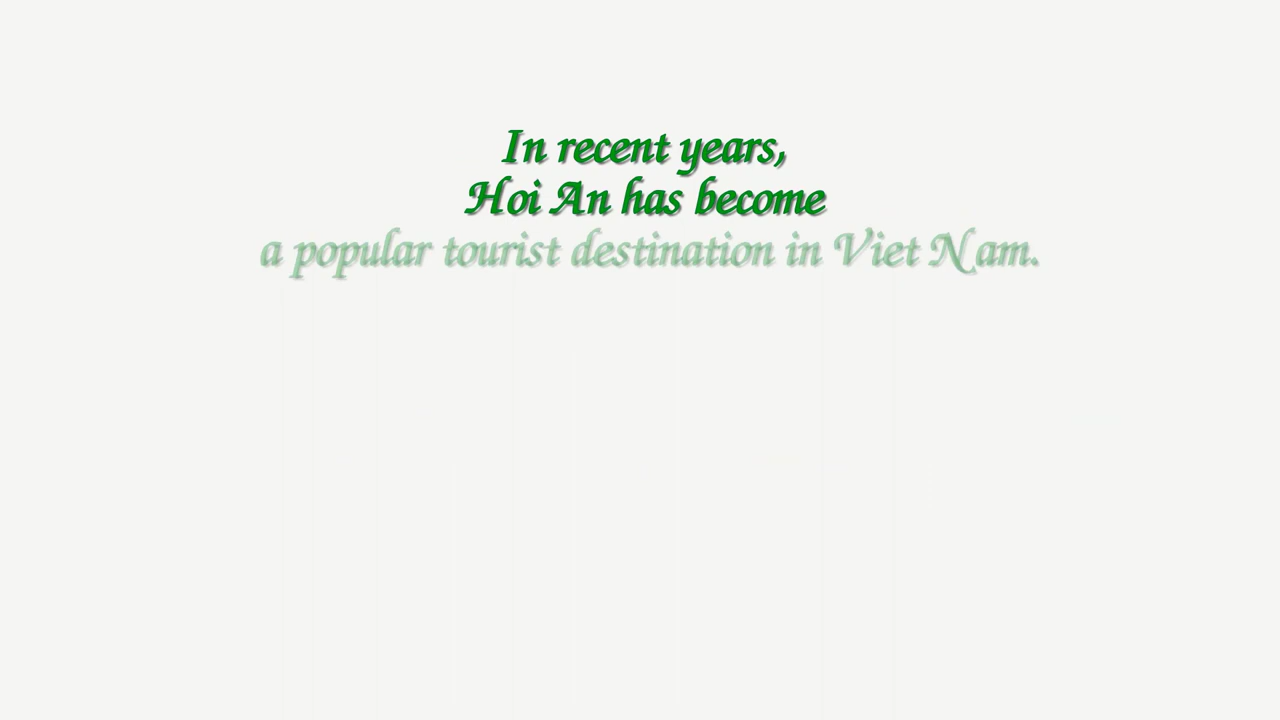 In recent years,
Hoi An has become
a popular tourist destination in Viet Nam.